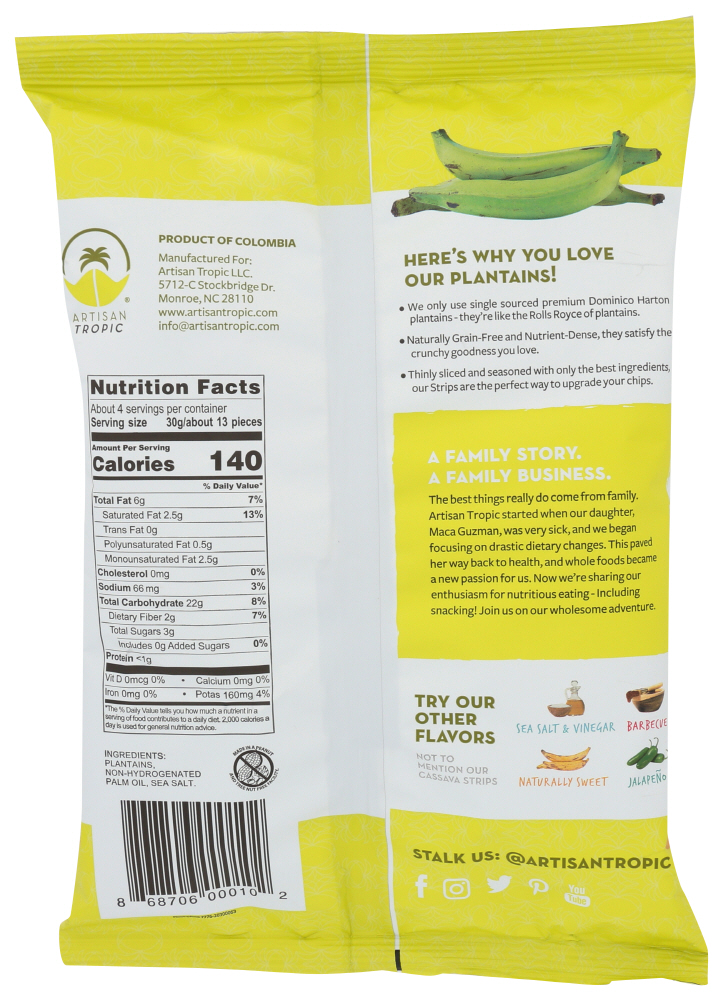 ARTISAN
TROPIC
®
PRODUCT OF COLOMBIA
Manufactured For:
Artisan Tropic LLC.
5712-C Stockbridge Dr.
Monroe, NC 28110
www.artisantropic.com
info@artisantropic.com
Nutrition Facts
About 4 servings per container
Serving size 30g/about 13 pieces
Amount Per Serving
Calories 140
% Daily Value*
Total Fat 6g 7%
Saturated Fat 2.5g 13%
Trans Fat 0g
Polyunsaturated Fat 0.5g
Monounsaturated Fat 2.5g
Cholesterol 0mg 0%
Sodium 66 mg 3%
Total Carbohydrate 22g 8%
Dietary Fiber 2g 7%
Total Sugars 3g
Includes 0g Added Sugars 0%
Protein <1g
Vit D 0mcg 0% • Calcium 0mg 0%
Iron 0mg 0% • Potas 160mg 4%
*The % Daily Value tells you how much a nutrient in a
serving of food contributes to a daily diet. 2,000 calories a
day is used for general nutrition advice.
INGREDIENTS:
PLANTAINS,
NON-HYDROGENATED
PALM OIL, SEA SALT.
MADE IN A PEANUT
AND TREE NUT FREE FACILITY
8 68706 00010 2
HERE'S WHY YOU LOVE
OUR PLANTAINS!
• We only use single sourced premium Dominico Harton
plantains - they're like the Rolls Royce of plantains.
• Naturally Grain-Free and Nutrient-Dense, they satisfy the
crunchy goodness you love.
• Thinly sliced and seasoned with only the best ingredients,
our Strips are the perfect way to upgrade your chips.
A FAMILY STORY.
A FAMILY BUSINESS.
The best things really do come from family.
Artisan Tropic started when our daughter,
Maca Guzman, was very sick, and we began
focusing on drastic dietary changes. This paved
her way back to health, and whole foods became
a new passion for us. Now we're sharing our
enthusiasm for nutritious eating - Including
snacking! Join us on our wholesome adventure.
TRY OUR
OTHER
FLAVORS
NOT TO
MENTION OUR
CASSAVA STRIPS
SEA SALT & VINEGAR
BARBECUE
NATURALLY SWEET
JALAPEÑO
STALK US: @ARTISANTROPIC
You
Tube